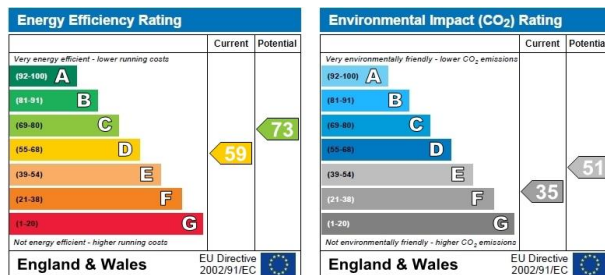 Energy Efficiency Rating
Current Potential
Very energy efficient - lower running costs
(92-100) A
(81-91) B
(69-80) C
73
(55-68) D
59
(39-54) E
(21-38) F
(1-20) G
Not energy efficient - higher running costs
England & Wales
EU Directive
2002/91/EC
Environmental Impact (CO₂) Rating
Current Potential
Very environmentally friendly - lower CO₂ emissions
(92-100) A
(81-91) B
(69-80) C
(55-68) D
(39-54) E
51
(21-38) F
35
(1-20) G
Not environmentally friendly - higher CO₂ emissions
England & Wales
EU Directive
2002/91/EC